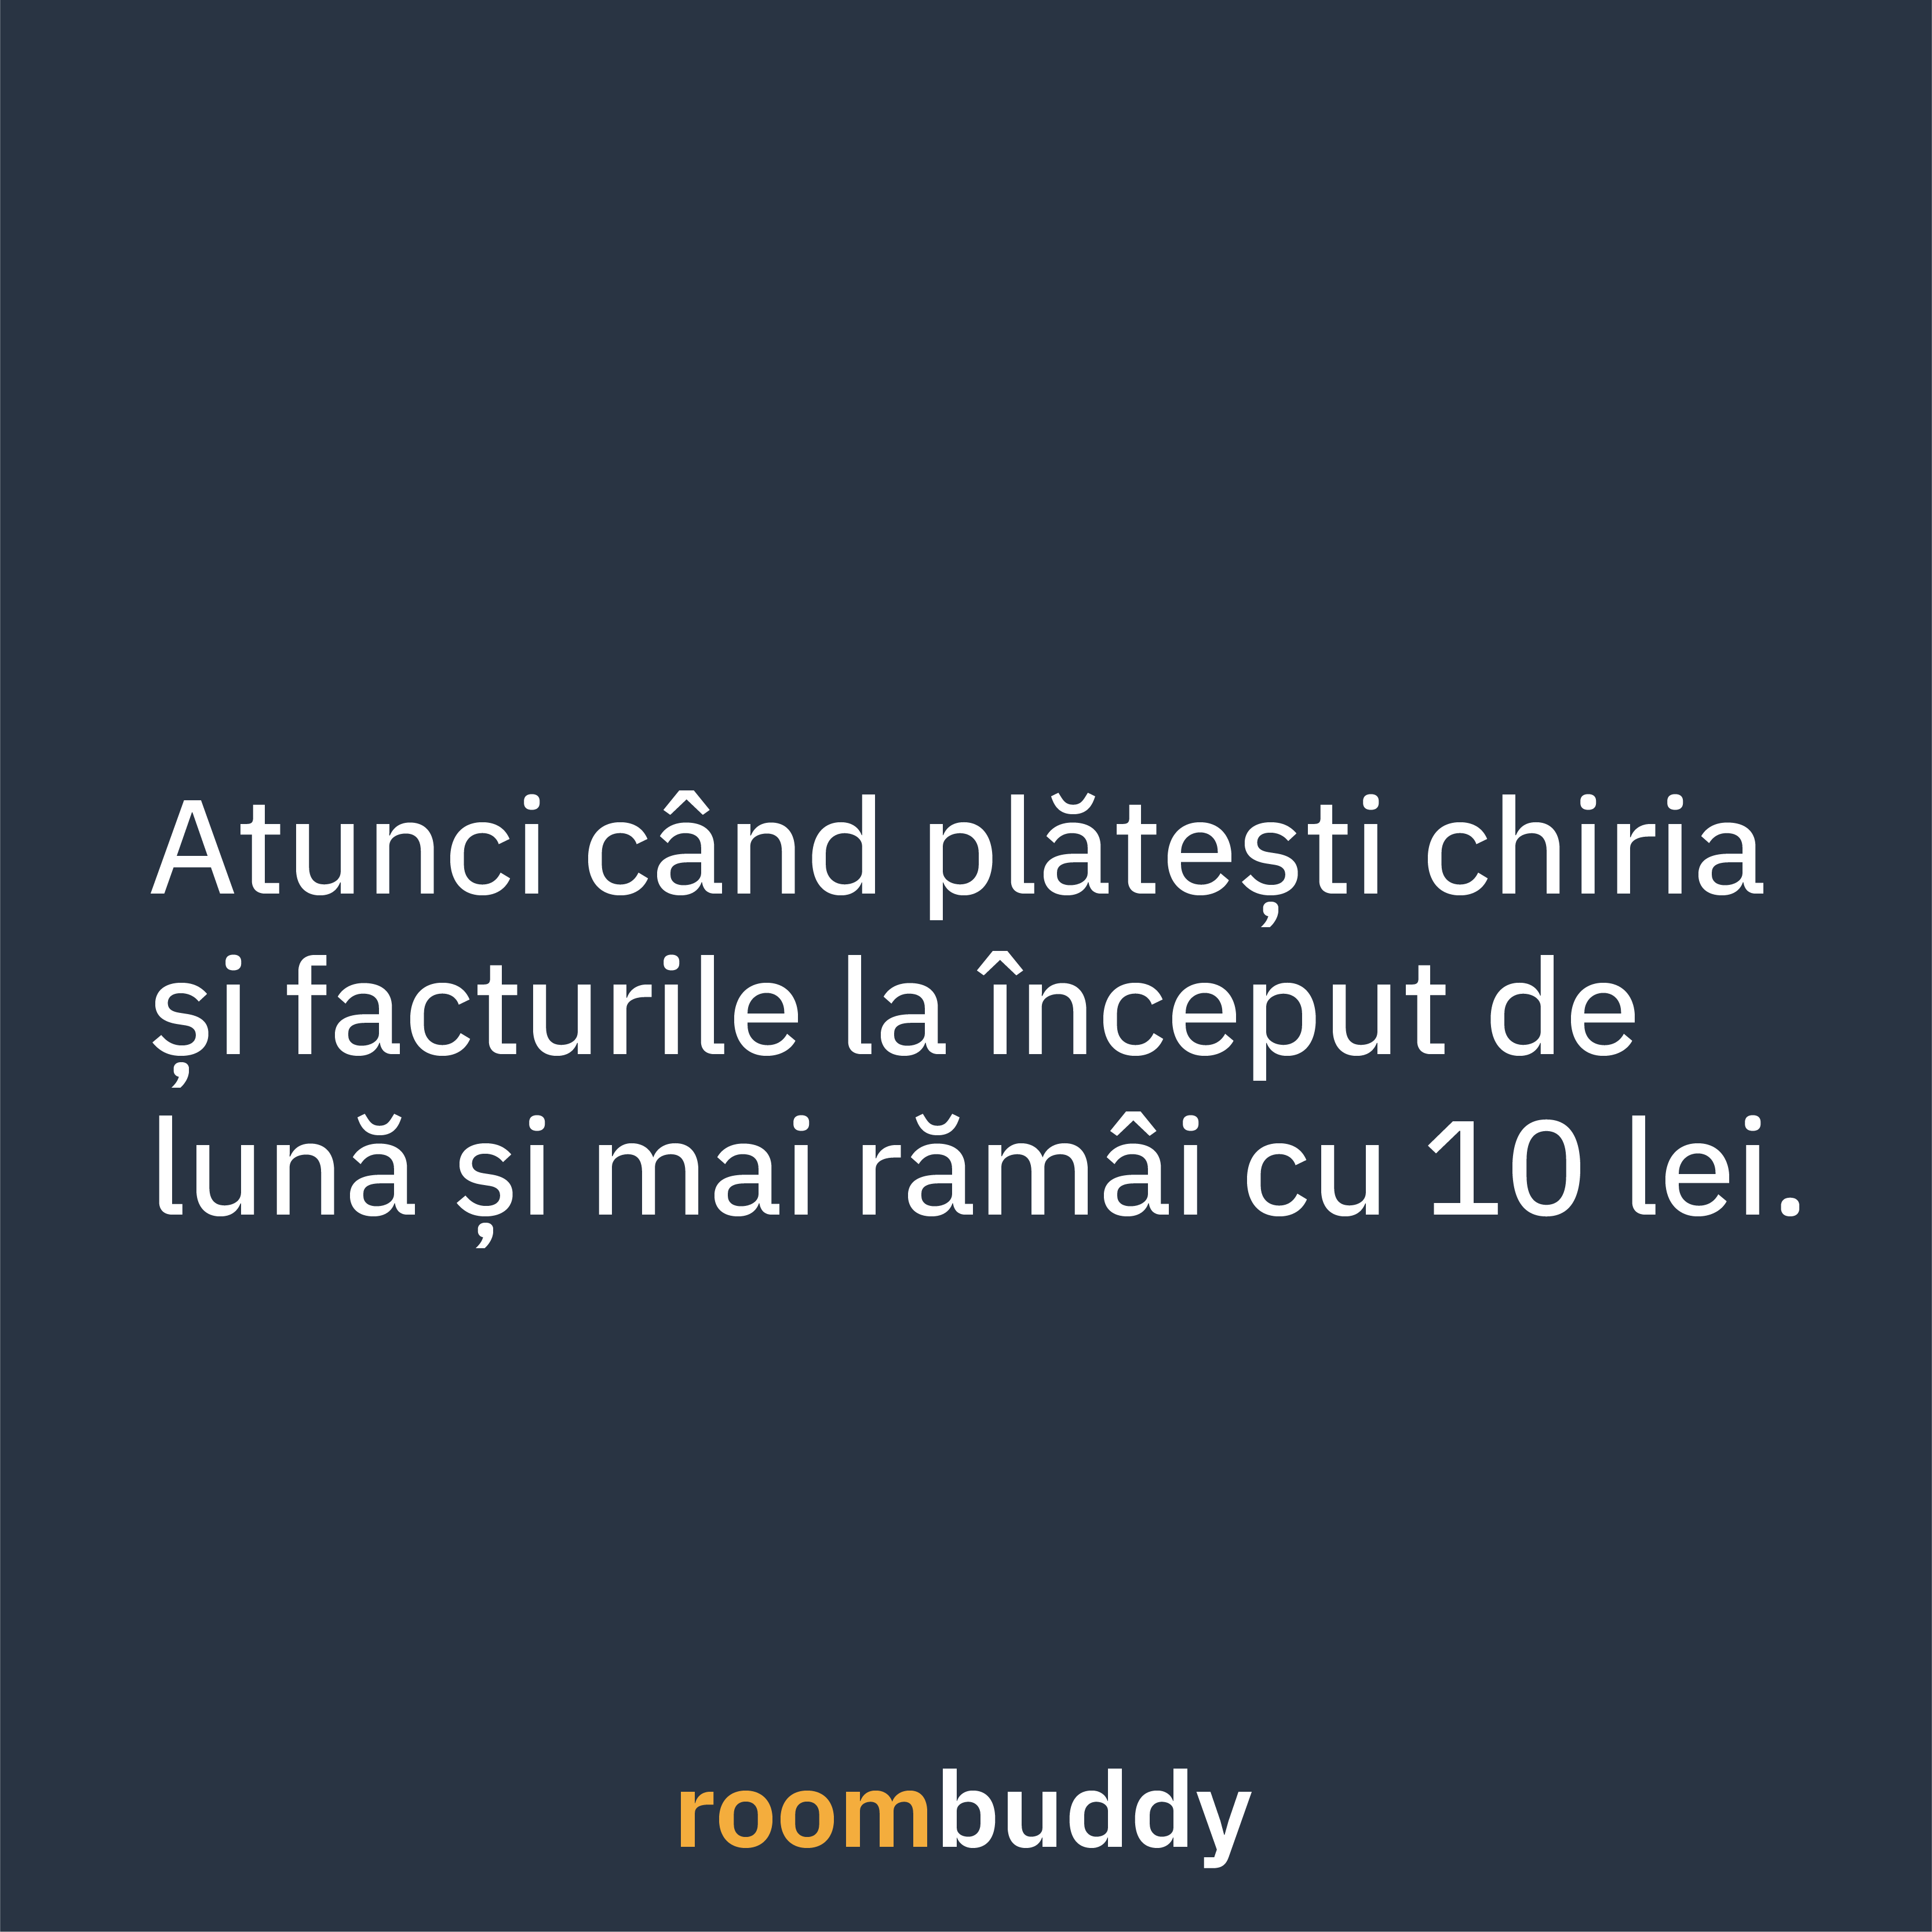 Atunci când plătești chiria
și facturile la început de
lună și mai rămâi cu 10 lei.
roombuddy